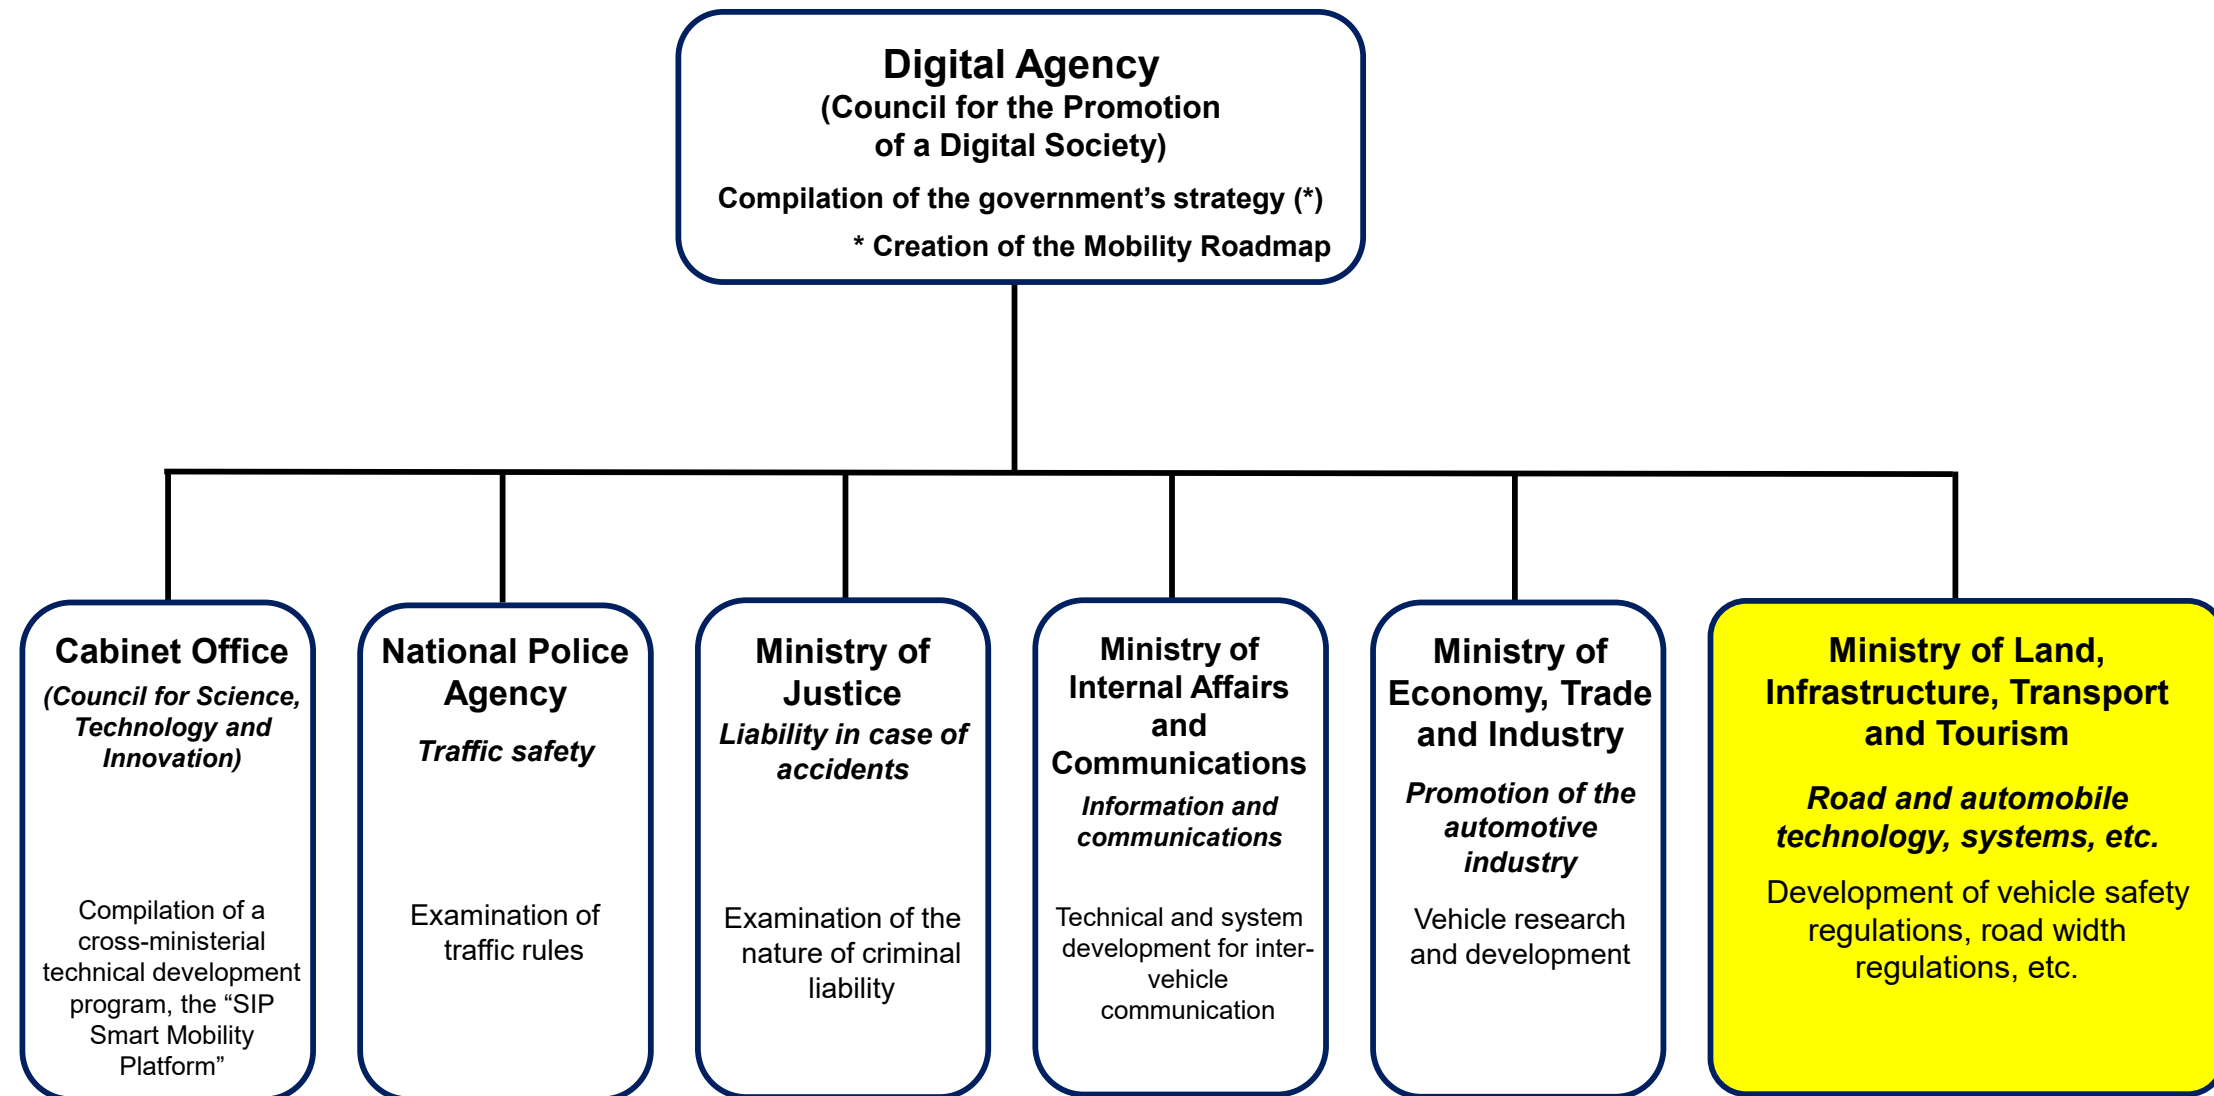 Digital Agency
(Council for the Promotion
of a Digital Society)
Compilation of the government’s strategy (*)
* Creation of the Mobility Roadmap
Cabinet Office
(Council for Science,
Technology and
Innovation)
Compilation of a
cross-ministerial
technical development
program, the “SIP
Smart Mobility
Platform”
National Police
Agency
Traffic safety
Examination of
traffic rules
Ministry of
Justice
Liability in case of
accidents
Examination of the
nature of criminal
liability
Ministry of
Internal Affairs
and
Communications
Information and
communications
Technical and system
development for inter-
vehicle
communication
Ministry of
Economy, Trade
and Industry
Promotion of the
automotive
industry
Vehicle research
and development
Ministry of Land,
Infrastructure, Transport
and Tourism
Road and automobile
technology, systems, etc.
Development of vehicle safety
regulations, road width
regulations, etc.